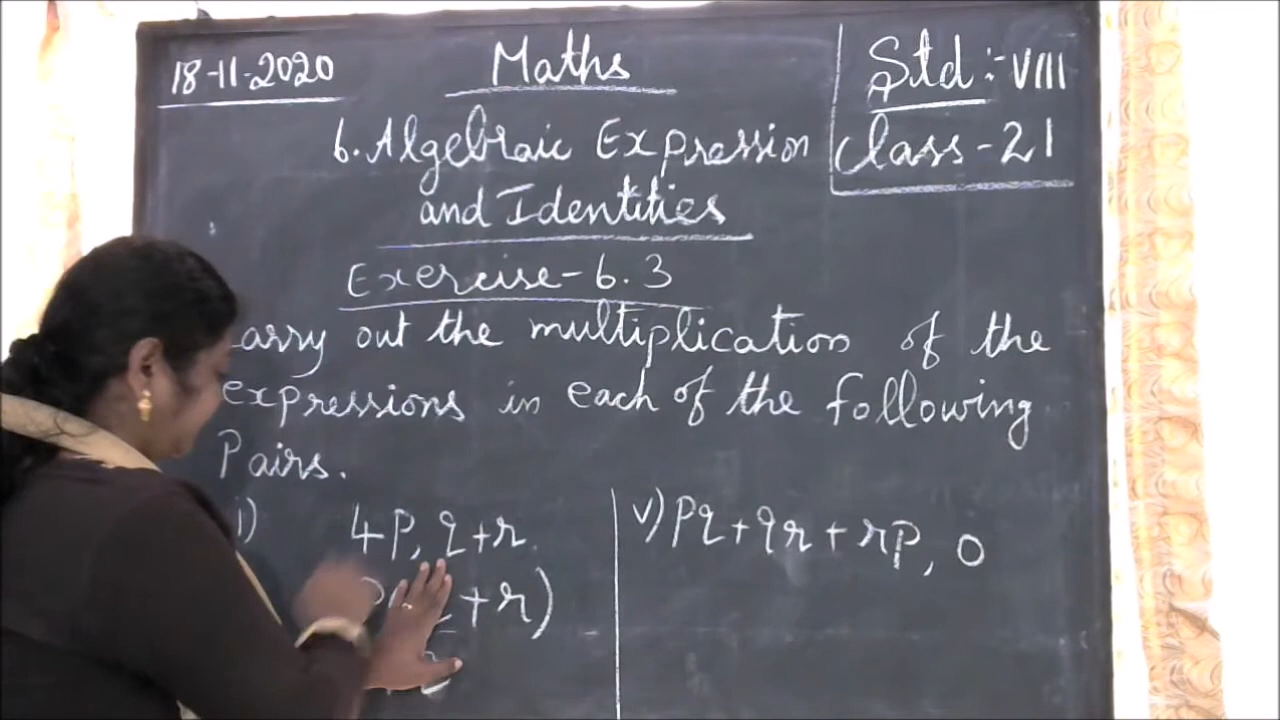 18-11-2020
Maths
Std:- VIII
Class-21
6. Algebraic Expression
and Identities
Exercise-6.3
Carry out the multiplication of the
expressions in each of the following
Pairs.
i) 4P, q+r.
+r)
v) Pq+qr+rP, 0